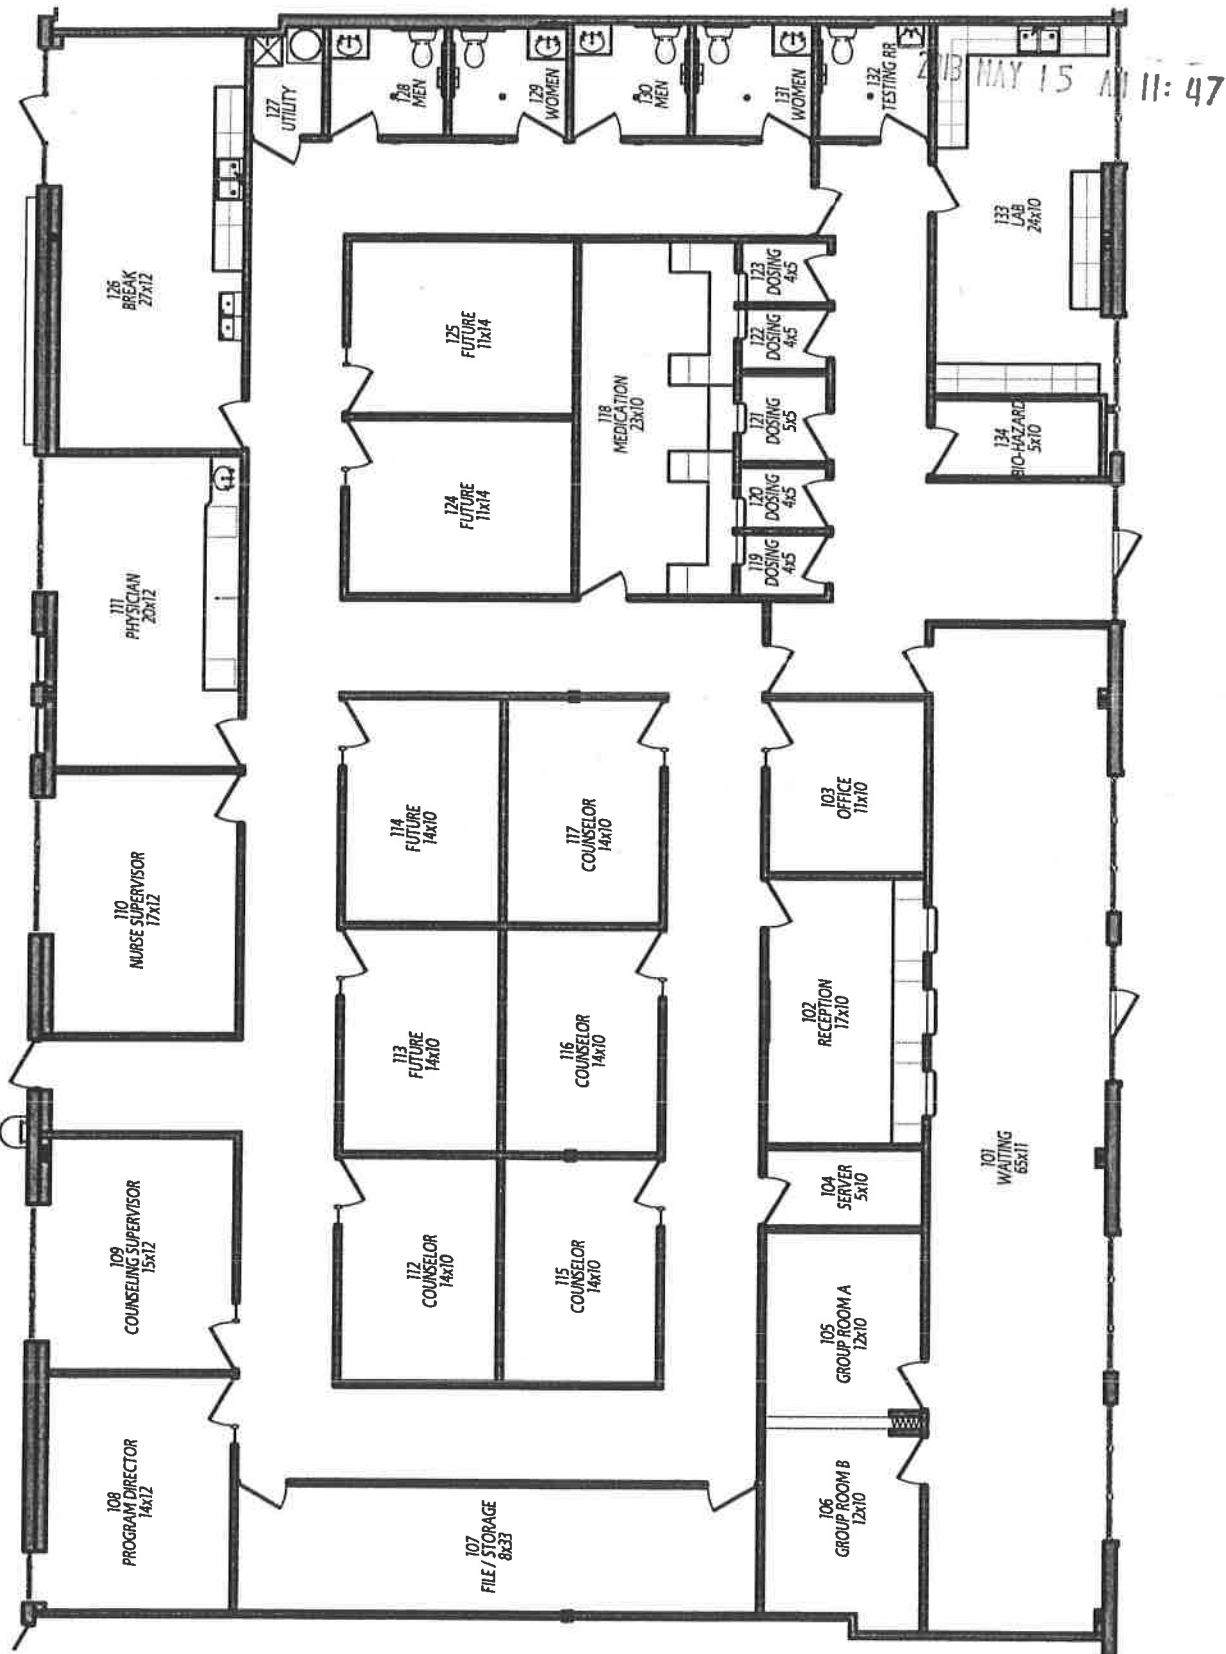 2018 MAY 15 AM 11: 47
127
UTILITY
128
MEN
129
WOMEN
130
MEN
131
WOMEN
132
TESTING RR
133
LAB
24x10
134
BIO-HAZARD
5x10
126
BREAK
27x12
125
FUTURE
11x14
124
FUTURE
11x14
118
MEDICATION
23x10
123
DOSING
4x5
122
DOSING
4x5
121
DOSING
5x5
120
DOSING
4x5
119
DOSING
4x5
111
PHYSICIAN
20x12
110
NURSE SUPERVISOR
17x12
114
FUTURE
14x10
117
COUNSELOR
14x10
103
OFFICE
11x10
113
FUTURE
14x10
116
COUNSELOR
14x10
102
RECEPTION
17x10
101
WAITING
65x11
109
COUNSELING SUPERVISOR
15x12
112
COUNSELOR
14x10
115
COUNSELOR
14x10
104
SERVER
5x10
105
GROUP ROOM A
12x10
106
GROUP ROOM B
12x10
108
PROGRAM DIRECTOR
14x12
107
FILE / STORAGE
8x33